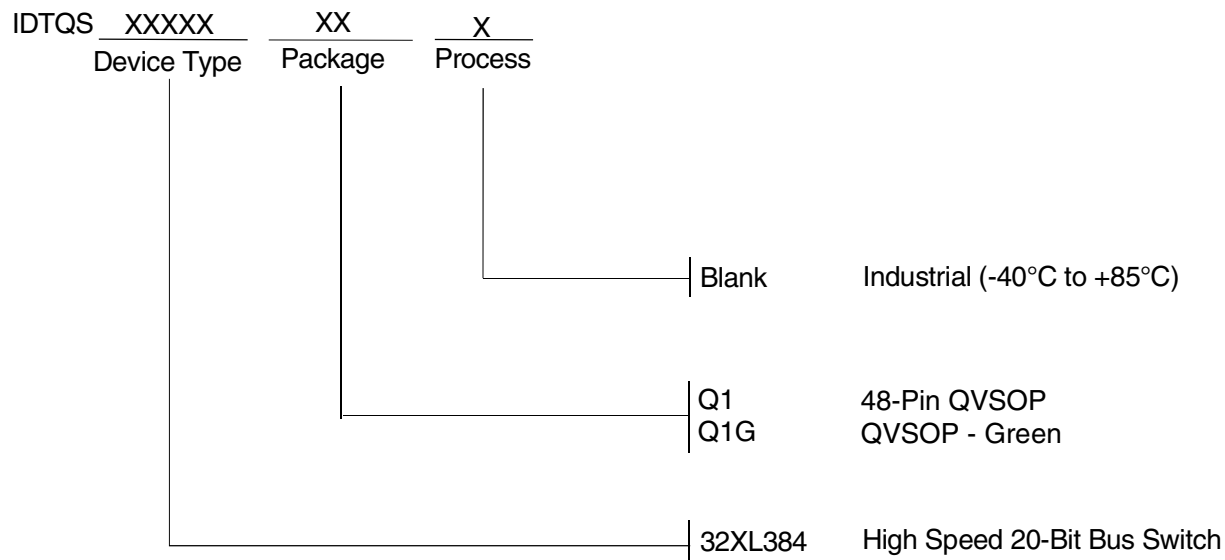 IDTQS XXXXX XX X
Device Type Package Process
Blank Industrial (-40°C to +85°C)
Q1 48-Pin QVSOP
Q1G QVSOP - Green
32XL384 High Speed 20-Bit Bus Switch